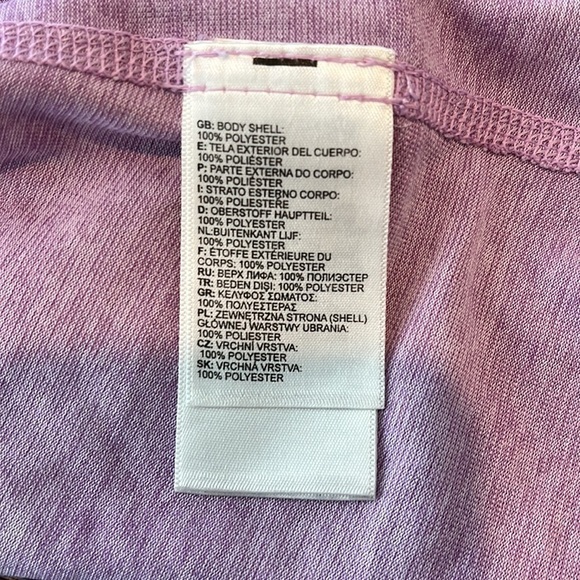 GB: BODY SHELL:
100% POLYESTER
E: TELA EXTERIOR DEL CUERPO:
100% POLIÉSTER
P: PARTE EXTERNA DO CORPO:
100% POLIÉSTER
I: STRATO ESTERNO CORPO:
100% POLIESTERE
D: OBERSTOFF HAUPTTEIL:
100% POLYESTER
NL:BUITENKANT LIJF:
100% POLYESTER
F: ÉTOFFE EXTÉRIEURE DU
CORPS: 100% POLYESTER
RU: ВЕРХ ЛИФА: 100% ПОЛИЭСТЕР
TR: BEDEN DIŞI: 100% POLYESTER
GR: ΚΕΛΥΦΟΣ ΣΩΜΑΤΟΣ:
100% ΠΟΛΥΕΣΤΕΡΑΣ
PL: ZEWNĘTRZNA STRONA (SHELL)
GŁÓWNEJ WARSTWY UBRANIA:
100% POLIESTER
CZ: VRCHNÍ VRSTVA:
100% POLYESTER
SK: VRCHNÁ VRSTVA:
100% POLYESTER